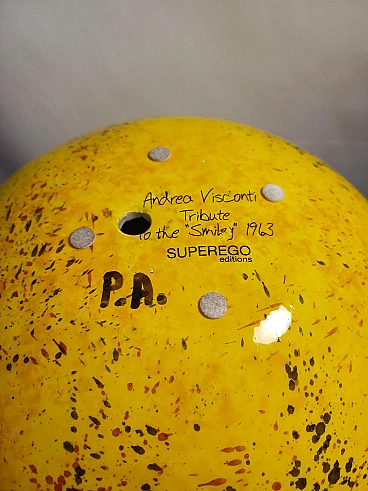 Andrea Visconti
Tribute
To the "Smiley" 1963
SUPEREGO
editions
P.A.